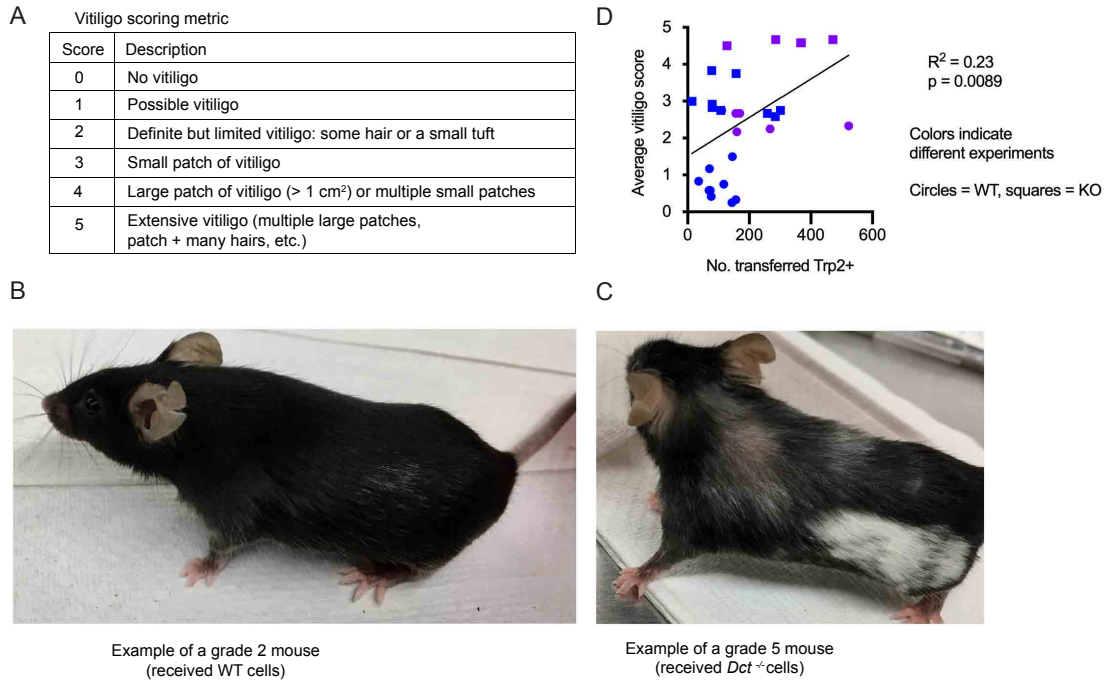 A
Vitiligo scoring metric
Score Description
0 No vitiligo
1 Possible vitiligo
2 Definite but limited vitiligo: some hair or a small tuft
3 Small patch of vitiligo
4 Large patch of vitiligo (> 1 cm²) or multiple small patches
5 Extensive vitiligo (multiple large patches,
patch + many hairs, etc.)
D
Average vitiligo score
5
4
3
2
1
0
0 200 400 600
No. transferred Trp2+
R² = 0.23
p = 0.0089
Colors indicate
different experiments
Circles = WT, squares = KO
B
Example of a grade 2 mouse
(received WT cells)
C
Example of a grade 5 mouse
(received Dct -/- cells)